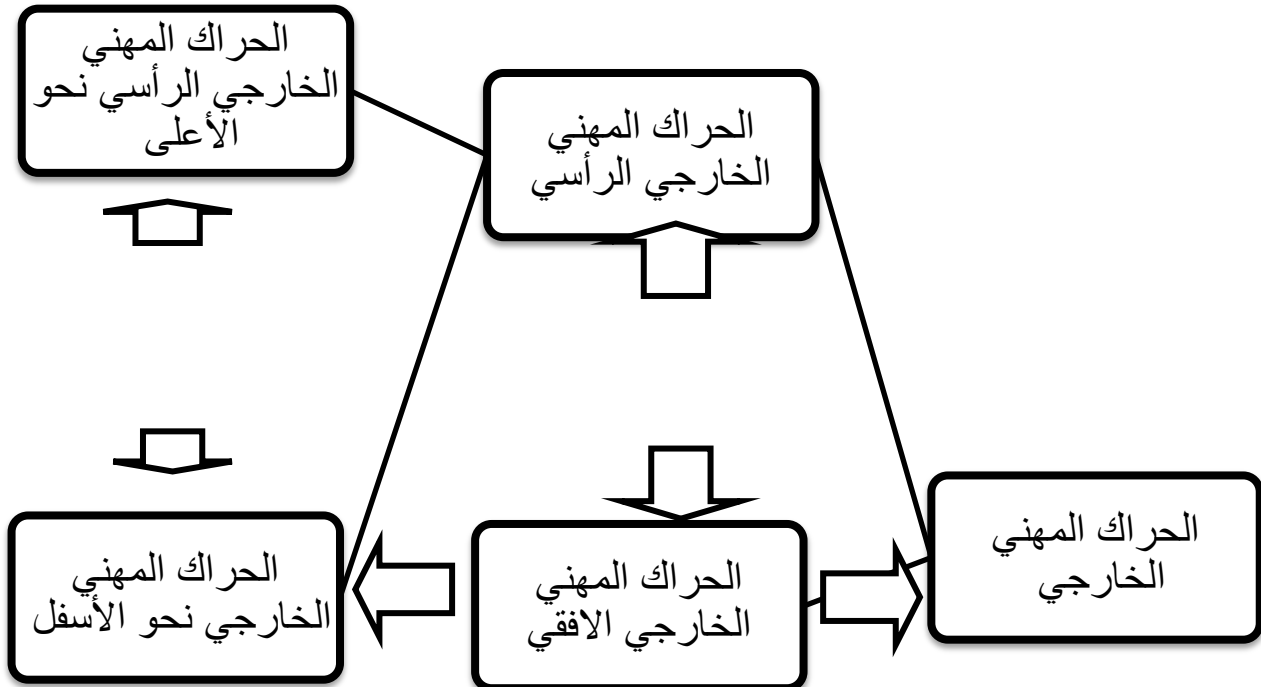 الحراك المهني
الخارجي الرأسي نحو
الأعلى
الحراك المهني
الخارجي الرأسي
الحراك المهني
الخارجي
الحراك المهني
الخارجي الافقي
الحراك المهني
الخارجي نحو الأسفل